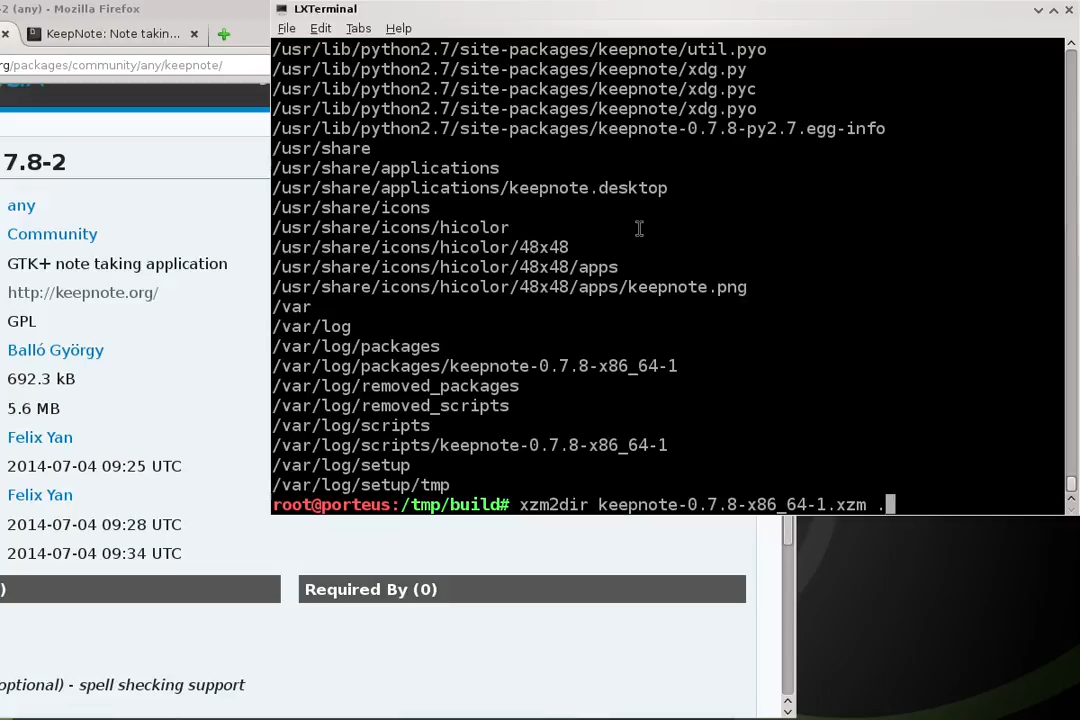 -2 (any) - Mozilla Firefox
KeepNote: Note takin...
rg/packages/community/any/keepnote/
7.8-2
any
Community
GTK+ note taking application
http://keepnote.org/
GPL
Balló György
692.3 kB
5.6 MB
Felix Yan
2014-07-04 09:25 UTC
Felix Yan
2014-07-04 09:28 UTC
2014-07-04 09:34 UTC
)
Required By (0)
optional) - spell checking support
LXTerminal
File Edit Tabs Help
/usr/lib/python2.7/site-packages/keepnote/util.pyo
/usr/lib/python2.7/site-packages/keepnote/xdg.py
/usr/lib/python2.7/site-packages/keepnote/xdg.pyc
/usr/lib/python2.7/site-packages/keepnote/xdg.pyo
/usr/lib/python2.7/site-packages/keepnote-0.7.8-py2.7.egg-info
/usr/share
/usr/share/applications
/usr/share/applications/keepnote.desktop
/usr/share/icons
/usr/share/icons/hicolor
/usr/share/icons/hicolor/48x48
/usr/share/icons/hicolor/48x48/apps
/usr/share/icons/hicolor/48x48/apps/keepnote.png
/var
/var/log
/var/log/packages
/var/log/packages/keepnote-0.7.8-x86_64-1
/var/log/removed_packages
/var/log/removed_scripts
/var/log/scripts
/var/log/scripts/keepnote-0.7.8-x86_64-1
/var/log/setup
/var/log/setup/tmp
root@porteus:/tmp/build# xzm2dir keepnote-0.7.8-x86_64-1.xzm .